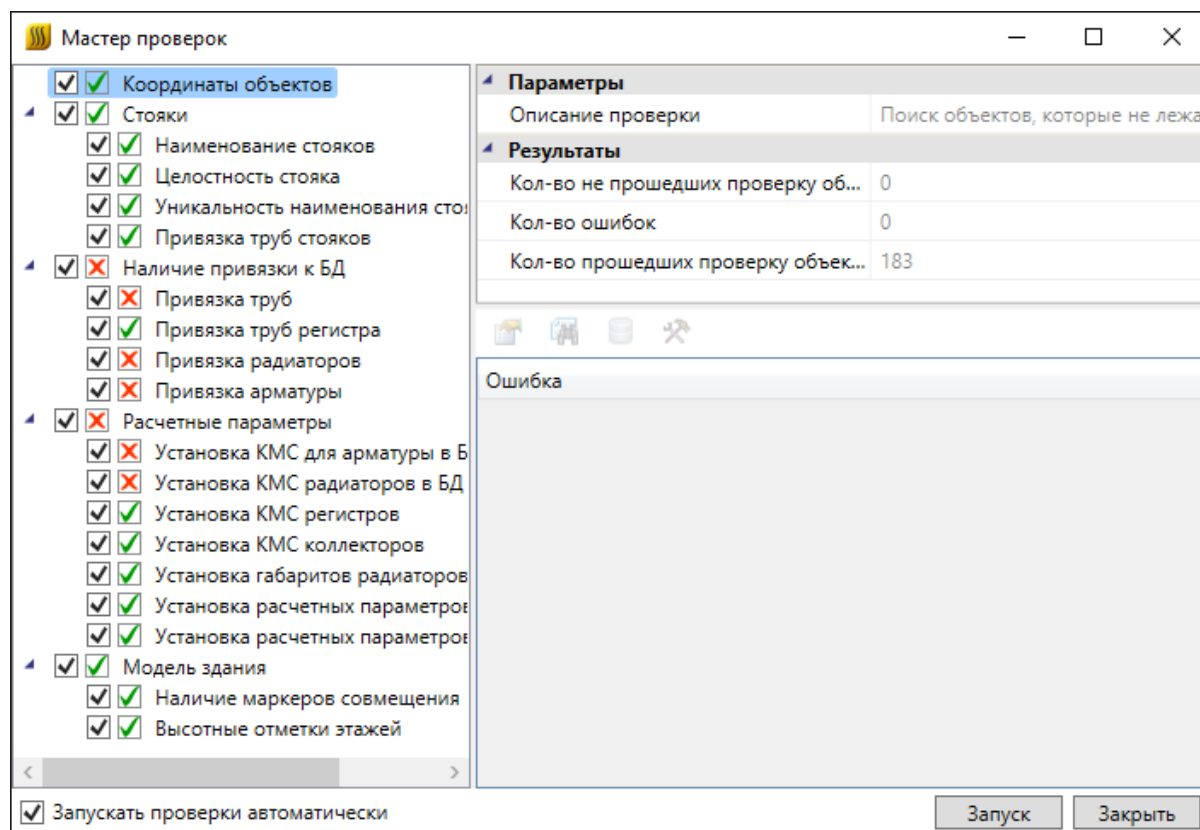 Мастер проверок
Координаты объектов
Стояки
Наименование стояков
Целостность стояка
Уникальность наименования стоя
Привязка труб стояков
Наличие привязки к БД
Привязка труб
Привязка труб регистра
Привязка радиаторов
Привязка арматуры
Расчетные параметры
Установка КМС для арматуры в Б
Установка КМС радиаторов в БД
Установка КМС регистров
Установка КМС коллекторов
Установка габаритов радиаторов
Установка расчетных параметров
Установка расчетных параметров
Модель здания
Наличие маркеров совмещения
Высотные отметки этажей
Запускать проверки автоматически
Параметры
Описание проверки Поиск объектов, которые не лежа
Результаты
Кол-во не прошедших проверку об... 0
Кол-во ошибок 0
Кол-во прошедших проверку объек... 183
Ошибка
Запуск Закрыть